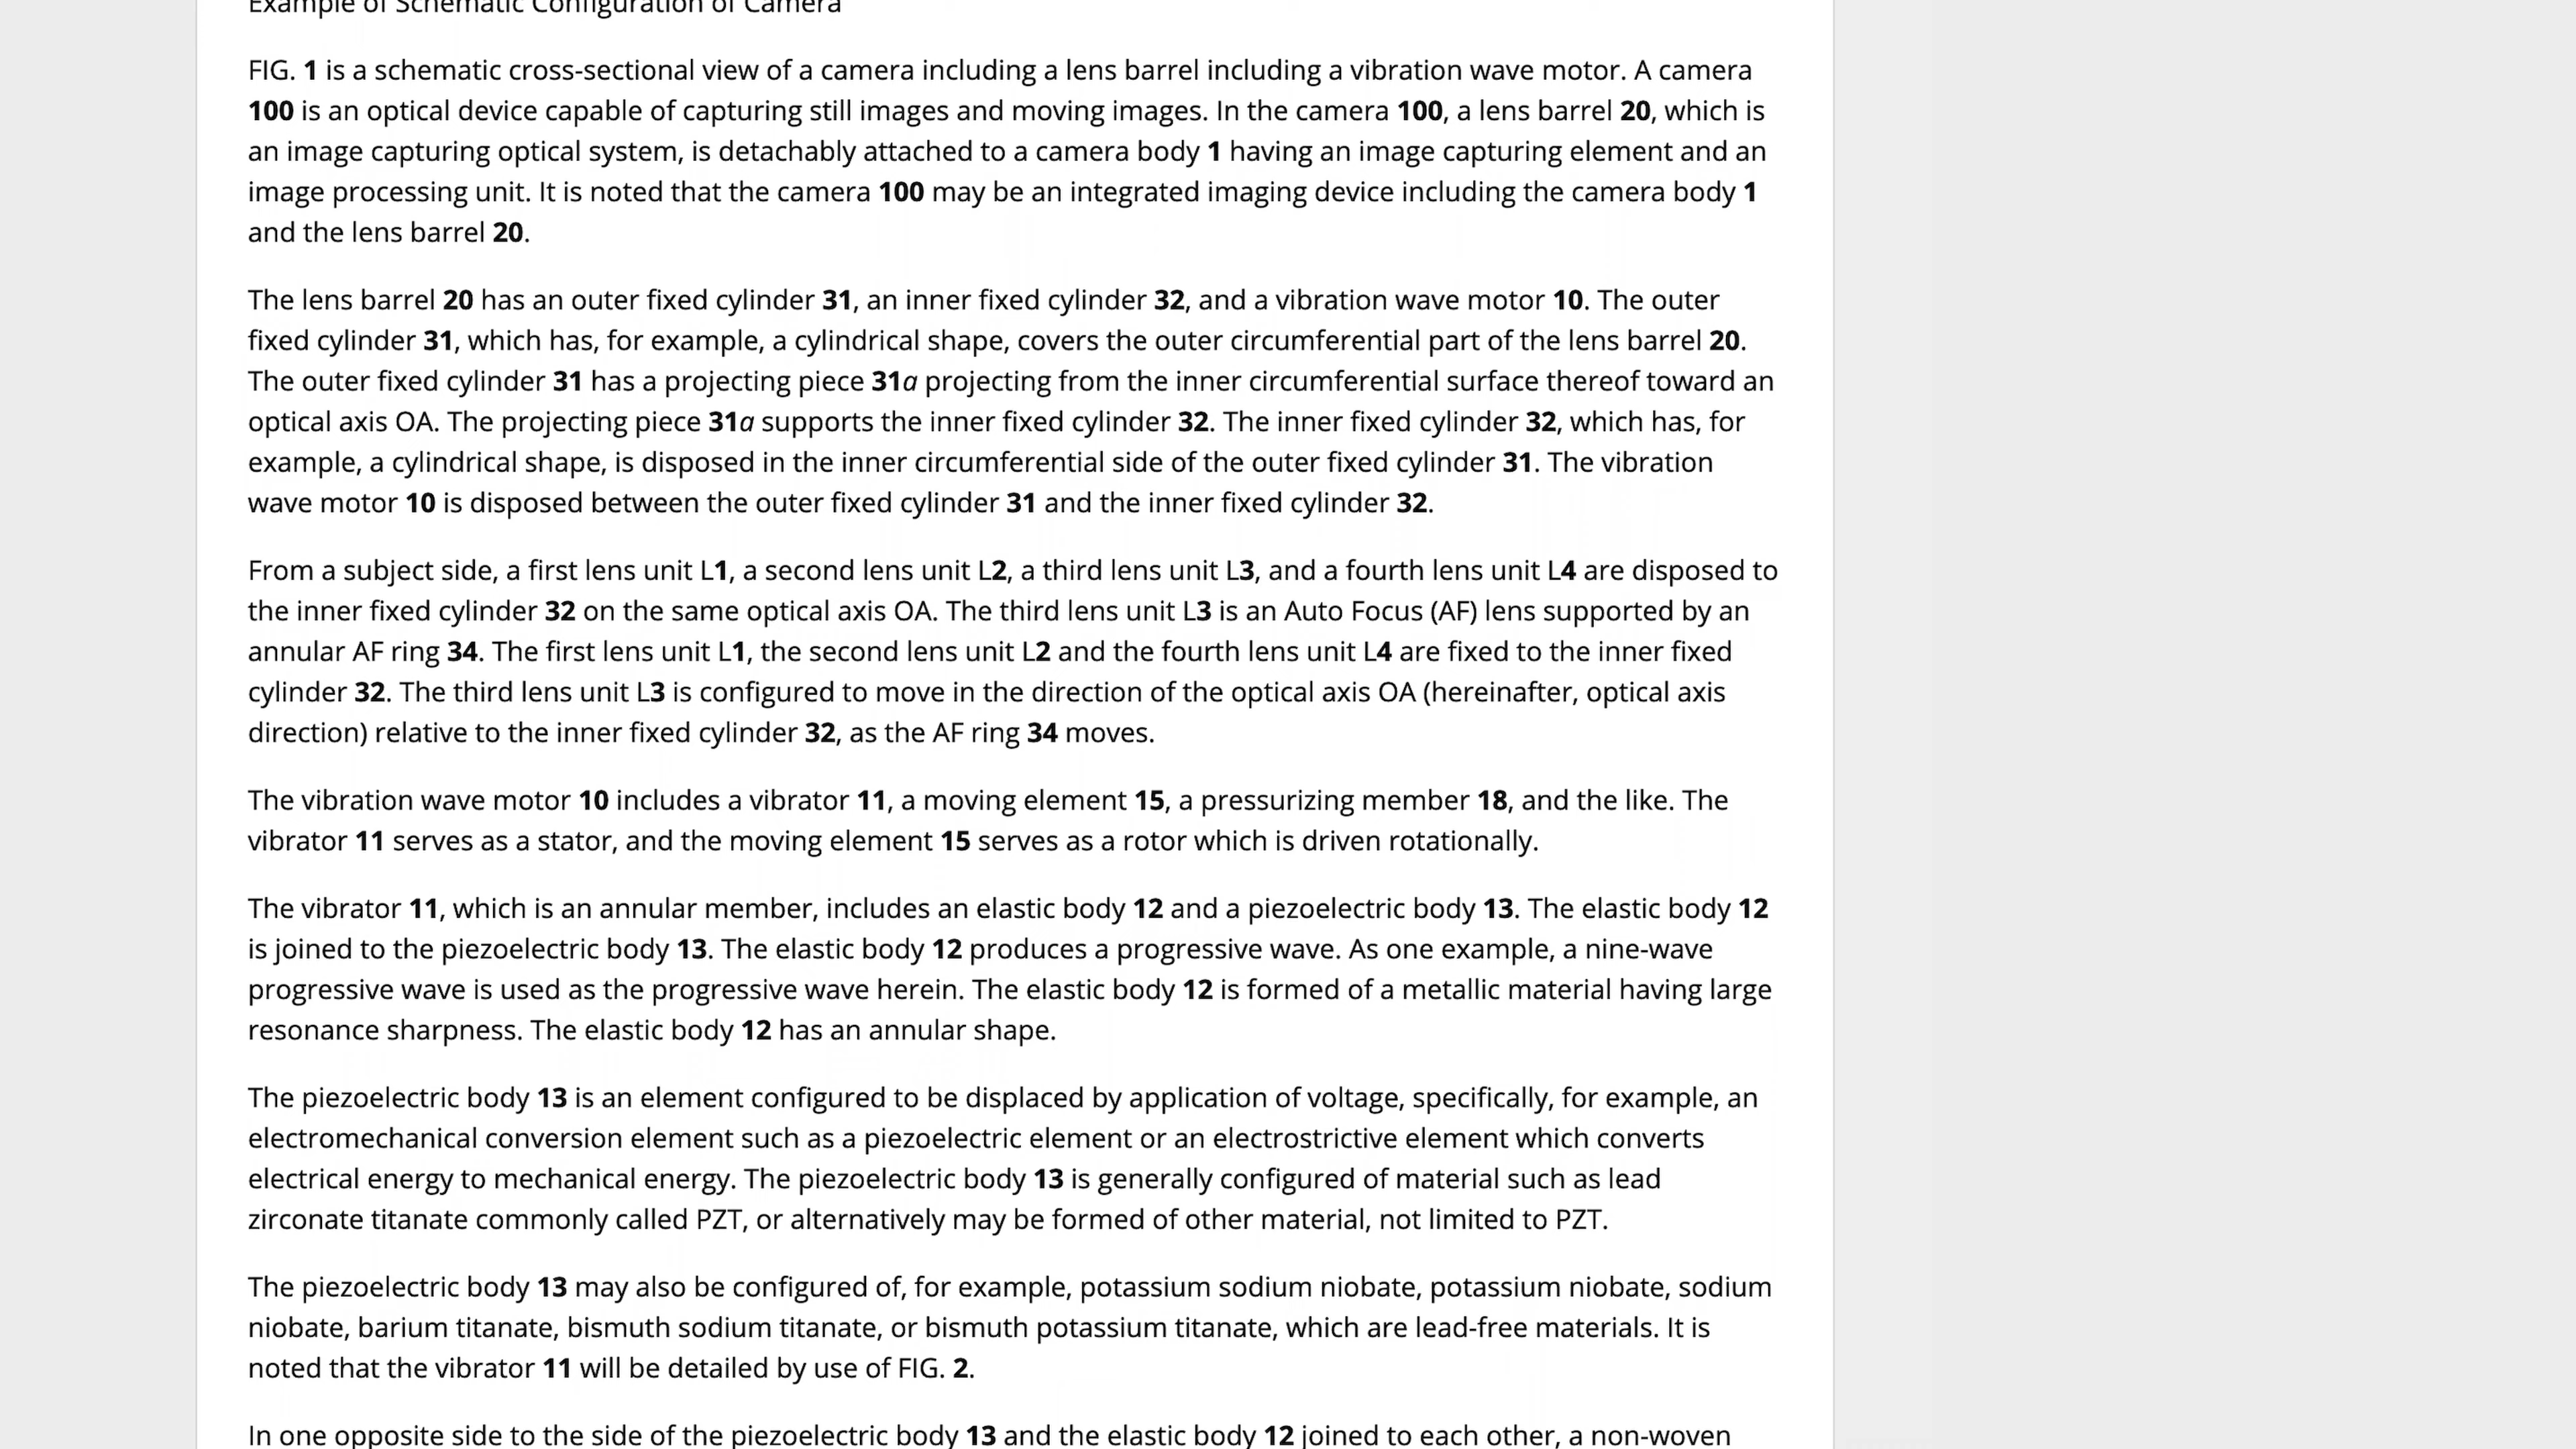 Example of Schematic Configuration of Camera
FIG. 1 is a schematic cross-sectional view of a camera including a lens barrel including a vibration wave motor. A camera
100 is an optical device capable of capturing still images and moving images. In the camera 100, a lens barrel 20, which is
an image capturing optical system, is detachably attached to a camera body 1 having an image capturing element and an
image processing unit. It is noted that the camera 100 may be an integrated imaging device including the camera body 1
and the lens barrel 20.
The lens barrel 20 has an outer fixed cylinder 31, an inner fixed cylinder 32, and a vibration wave motor 10. The outer
fixed cylinder 31, which has, for example, a cylindrical shape, covers the outer circumferential part of the lens barrel 20.
The outer fixed cylinder 31 has a projecting piece 31a projecting from the inner circumferential surface thereof toward an
optical axis OA. The projecting piece 31a supports the inner fixed cylinder 32. The inner fixed cylinder 32, which has, for
example, a cylindrical shape, is disposed in the inner circumferential side of the outer fixed cylinder 31. The vibration
wave motor 10 is disposed between the outer fixed cylinder 31 and the inner fixed cylinder 32.
From a subject side, a first lens unit L1, a second lens unit L2, a third lens unit L3, and a fourth lens unit L4 are disposed to
the inner fixed cylinder 32 on the same optical axis OA. The third lens unit L3 is an Auto Focus (AF) lens supported by an
annular AF ring 34. The first lens unit L1, the second lens unit L2 and the fourth lens unit L4 are fixed to the inner fixed
cylinder 32. The third lens unit L3 is configured to move in the direction of the optical axis OA (hereinafter, optical axis
direction) relative to the inner fixed cylinder 32, as the AF ring 34 moves.
The vibration wave motor 10 includes a vibrator 11, a moving element 15, a pressurizing member 18, and the like. The
vibrator 11 serves as a stator, and the moving element 15 serves as a rotor which is driven rotationally.
The vibrator 11, which is an annular member, includes an elastic body 12 and a piezoelectric body 13. The elastic body 12
is joined to the piezoelectric body 13. The elastic body 12 produces a progressive wave. As one example, a nine-wave
progressive wave is used as the progressive wave herein. The elastic body 12 is formed of a metallic material having large
resonance sharpness. The elastic body 12 has an annular shape.
The piezoelectric body 13 is an element configured to be displaced by application of voltage, specifically, for example, an
electromechanical conversion element such as a piezoelectric element or an electrostrictive element which converts
electrical energy to mechanical energy. The piezoelectric body 13 is generally configured of material such as lead
zirconate titanate commonly called PZT, or alternatively may be formed of other material, not limited to PZT.
The piezoelectric body 13 may also be configured of, for example, potassium sodium niobate, potassium niobate, sodium
niobate, barium titanate, bismuth sodium titanate, or bismuth potassium titanate, which are lead-free materials. It is
noted that the vibrator 11 will be detailed by use of FIG. 2.
In one opposite side to the side of the piezoelectric body 13 and the elastic body 12 joined to each other, a non-woven